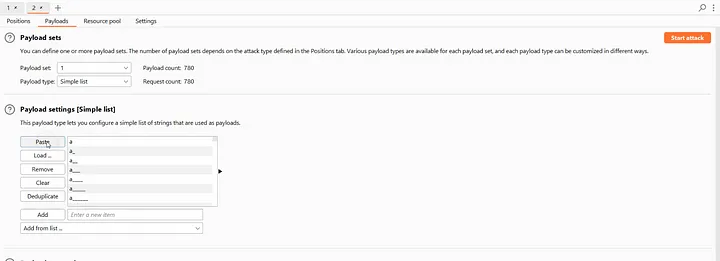 1 × 2 × +
Positions Payloads Resource pool Settings
Payload sets Start attack
You can define one or more payload sets. The number of payload sets depends on the attack type defined in the Positions tab. Various payload types are available for each payload set, and each payload type can be customized in different ways.
Payload set: 1 Payload count: 780
Payload type: Simple list Request count: 780
Payload settings [Simple list]
This payload type lets you configure a simple list of strings that are used as payloads.
Paste a
a_
Load ... a__
Remove a___
Clear a____
a_____
Deduplicate a______
Add Enter a new item
Add from list ...